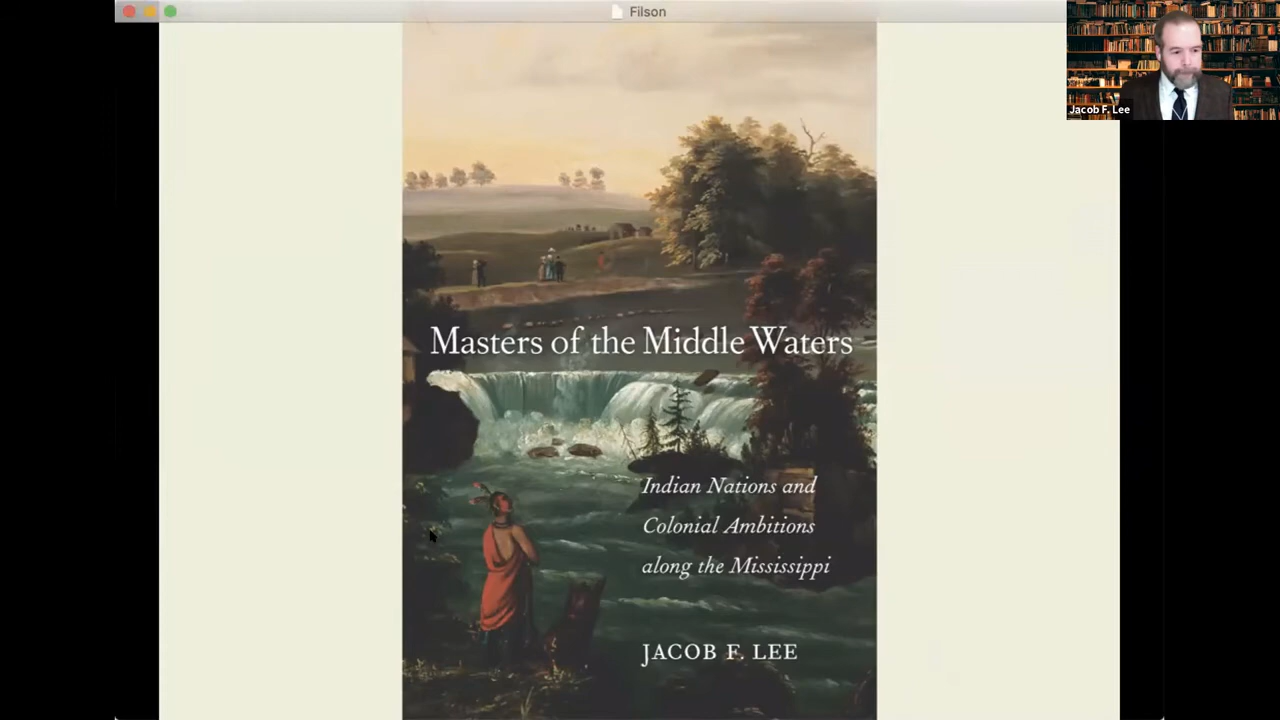 Filson
Jacob F. Lee
Masters of the Middle Waters
Indian Nations and
Colonial Ambitions
along the Mississippi
JACOB F. LEE